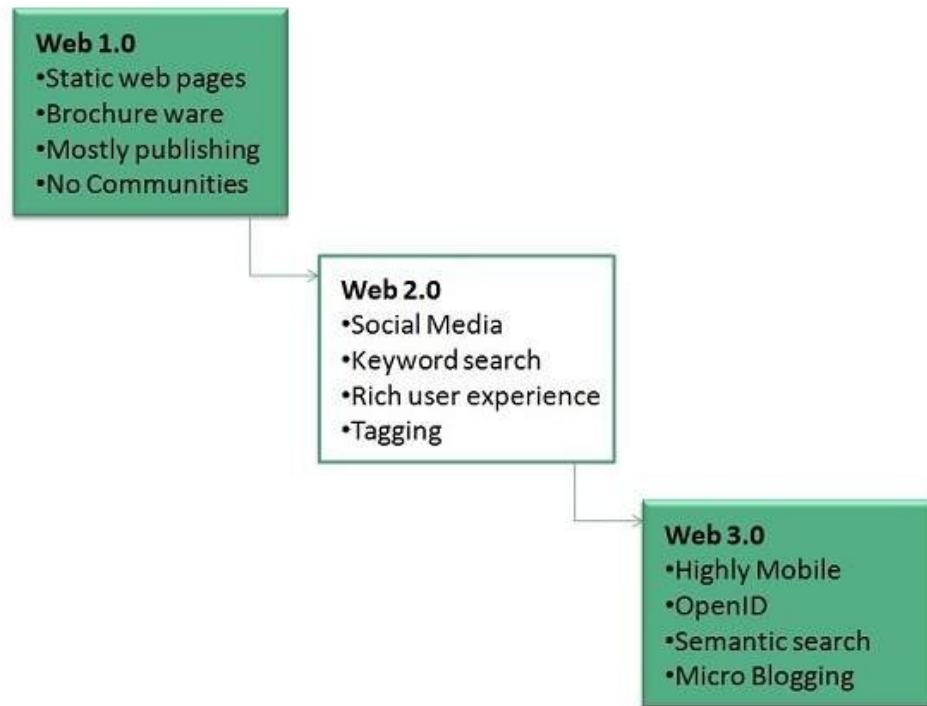 Web 1.0
•Static web pages
•Brochure ware
•Mostly publishing
•No Communities
Web 2.0
•Social Media
•Keyword search
•Rich user experience
•Tagging
Web 3.0
•Highly Mobile
•OpenID
•Semantic search
•Micro Blogging